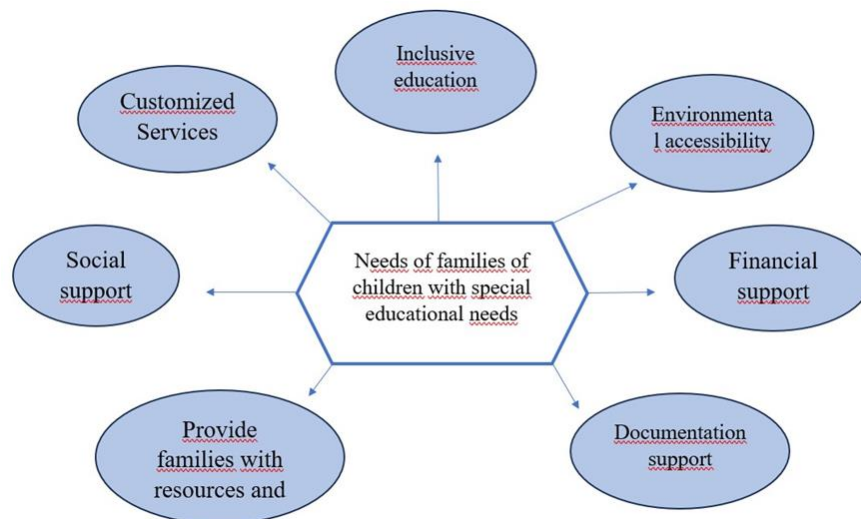 Inclusive
education
Customized
Services
Environmenta
l accessibility
Social
support
Needs of families of
children with special
educational needs
Financial
support
Provide
families with
resources and
Documentation
support